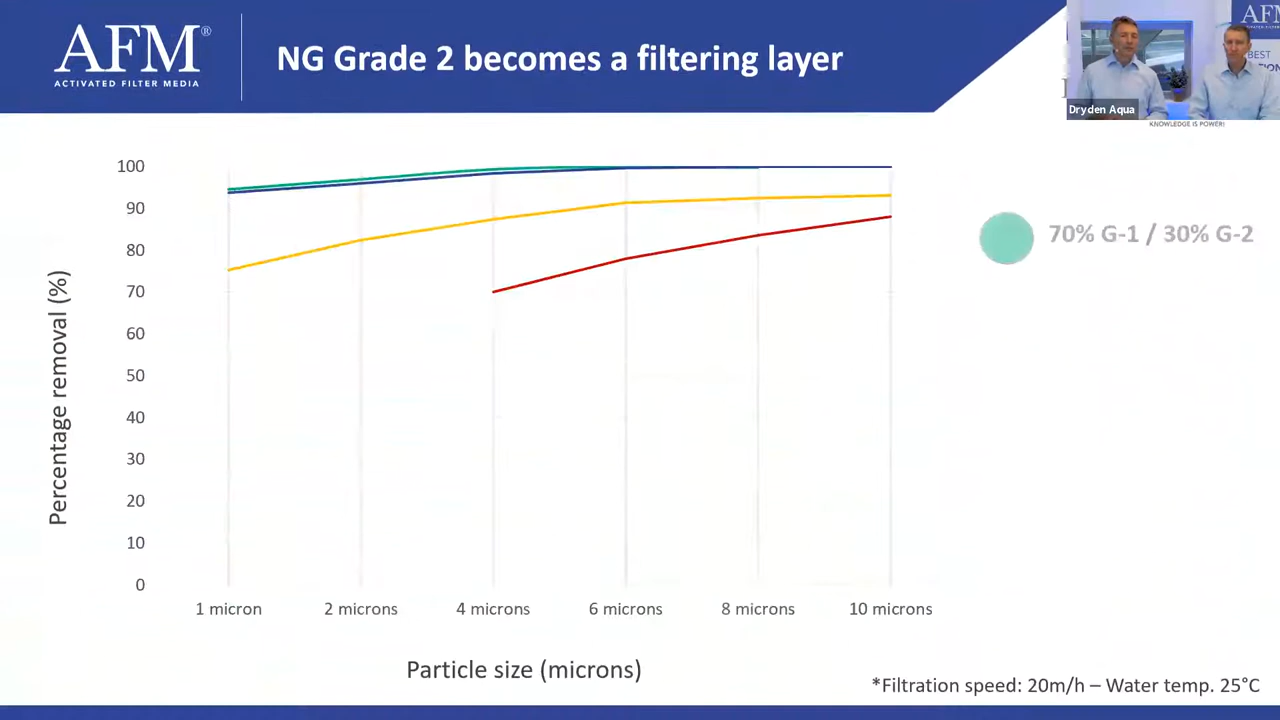 AFM®
ACTIVATED FILTER MEDIA
NG Grade 2 becomes a filtering layer
AFM
BEST
Dryden Aqua
KNOWLEDGE IS POWER!
100
90
80
70
60
50
40
30
20
10
0
Percentage removal (%)
1 micron
2 microns
4 microns
6 microns
8 microns
10 microns
Particle size (microns)
70% G-1 / 30% G-2
*Filtration speed: 20m/h – Water temp. 25°C